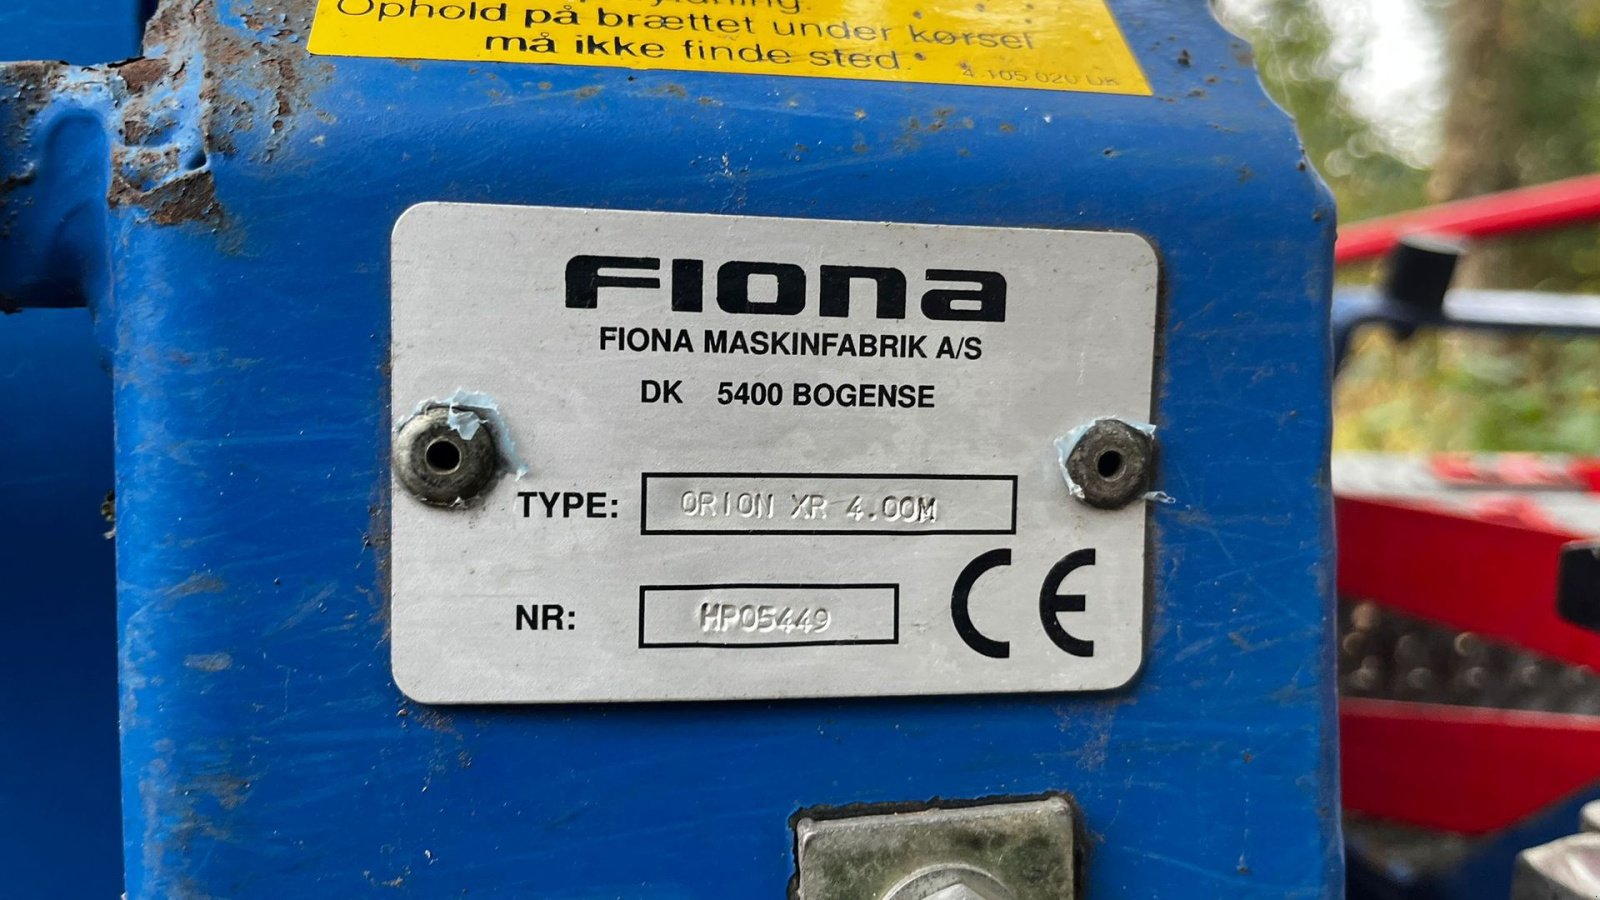 Ophold på brættet under kørsel
må ikke finde sted.
4.105 020 DK
FIONA
FIONA MASKINFABRIK A/S
DK 5400 BOGENSE
TYPE: ORION XR 4.00M
NR: HP05449
CE